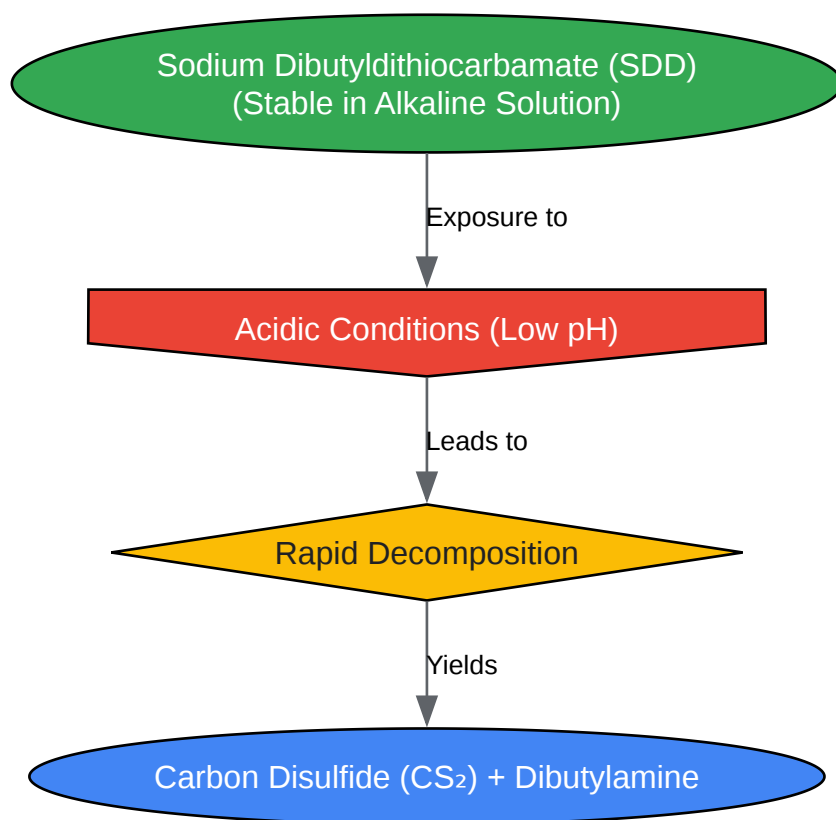 Sodium Dibutyldithiocarbamate (SDD)
(Stable in Alkaline Solution)
Exposure to
Acidic Conditions (Low pH)
Leads to
Rapid Decomposition
Yields
Carbon Disulfide (CS₂) + Dibutylamine